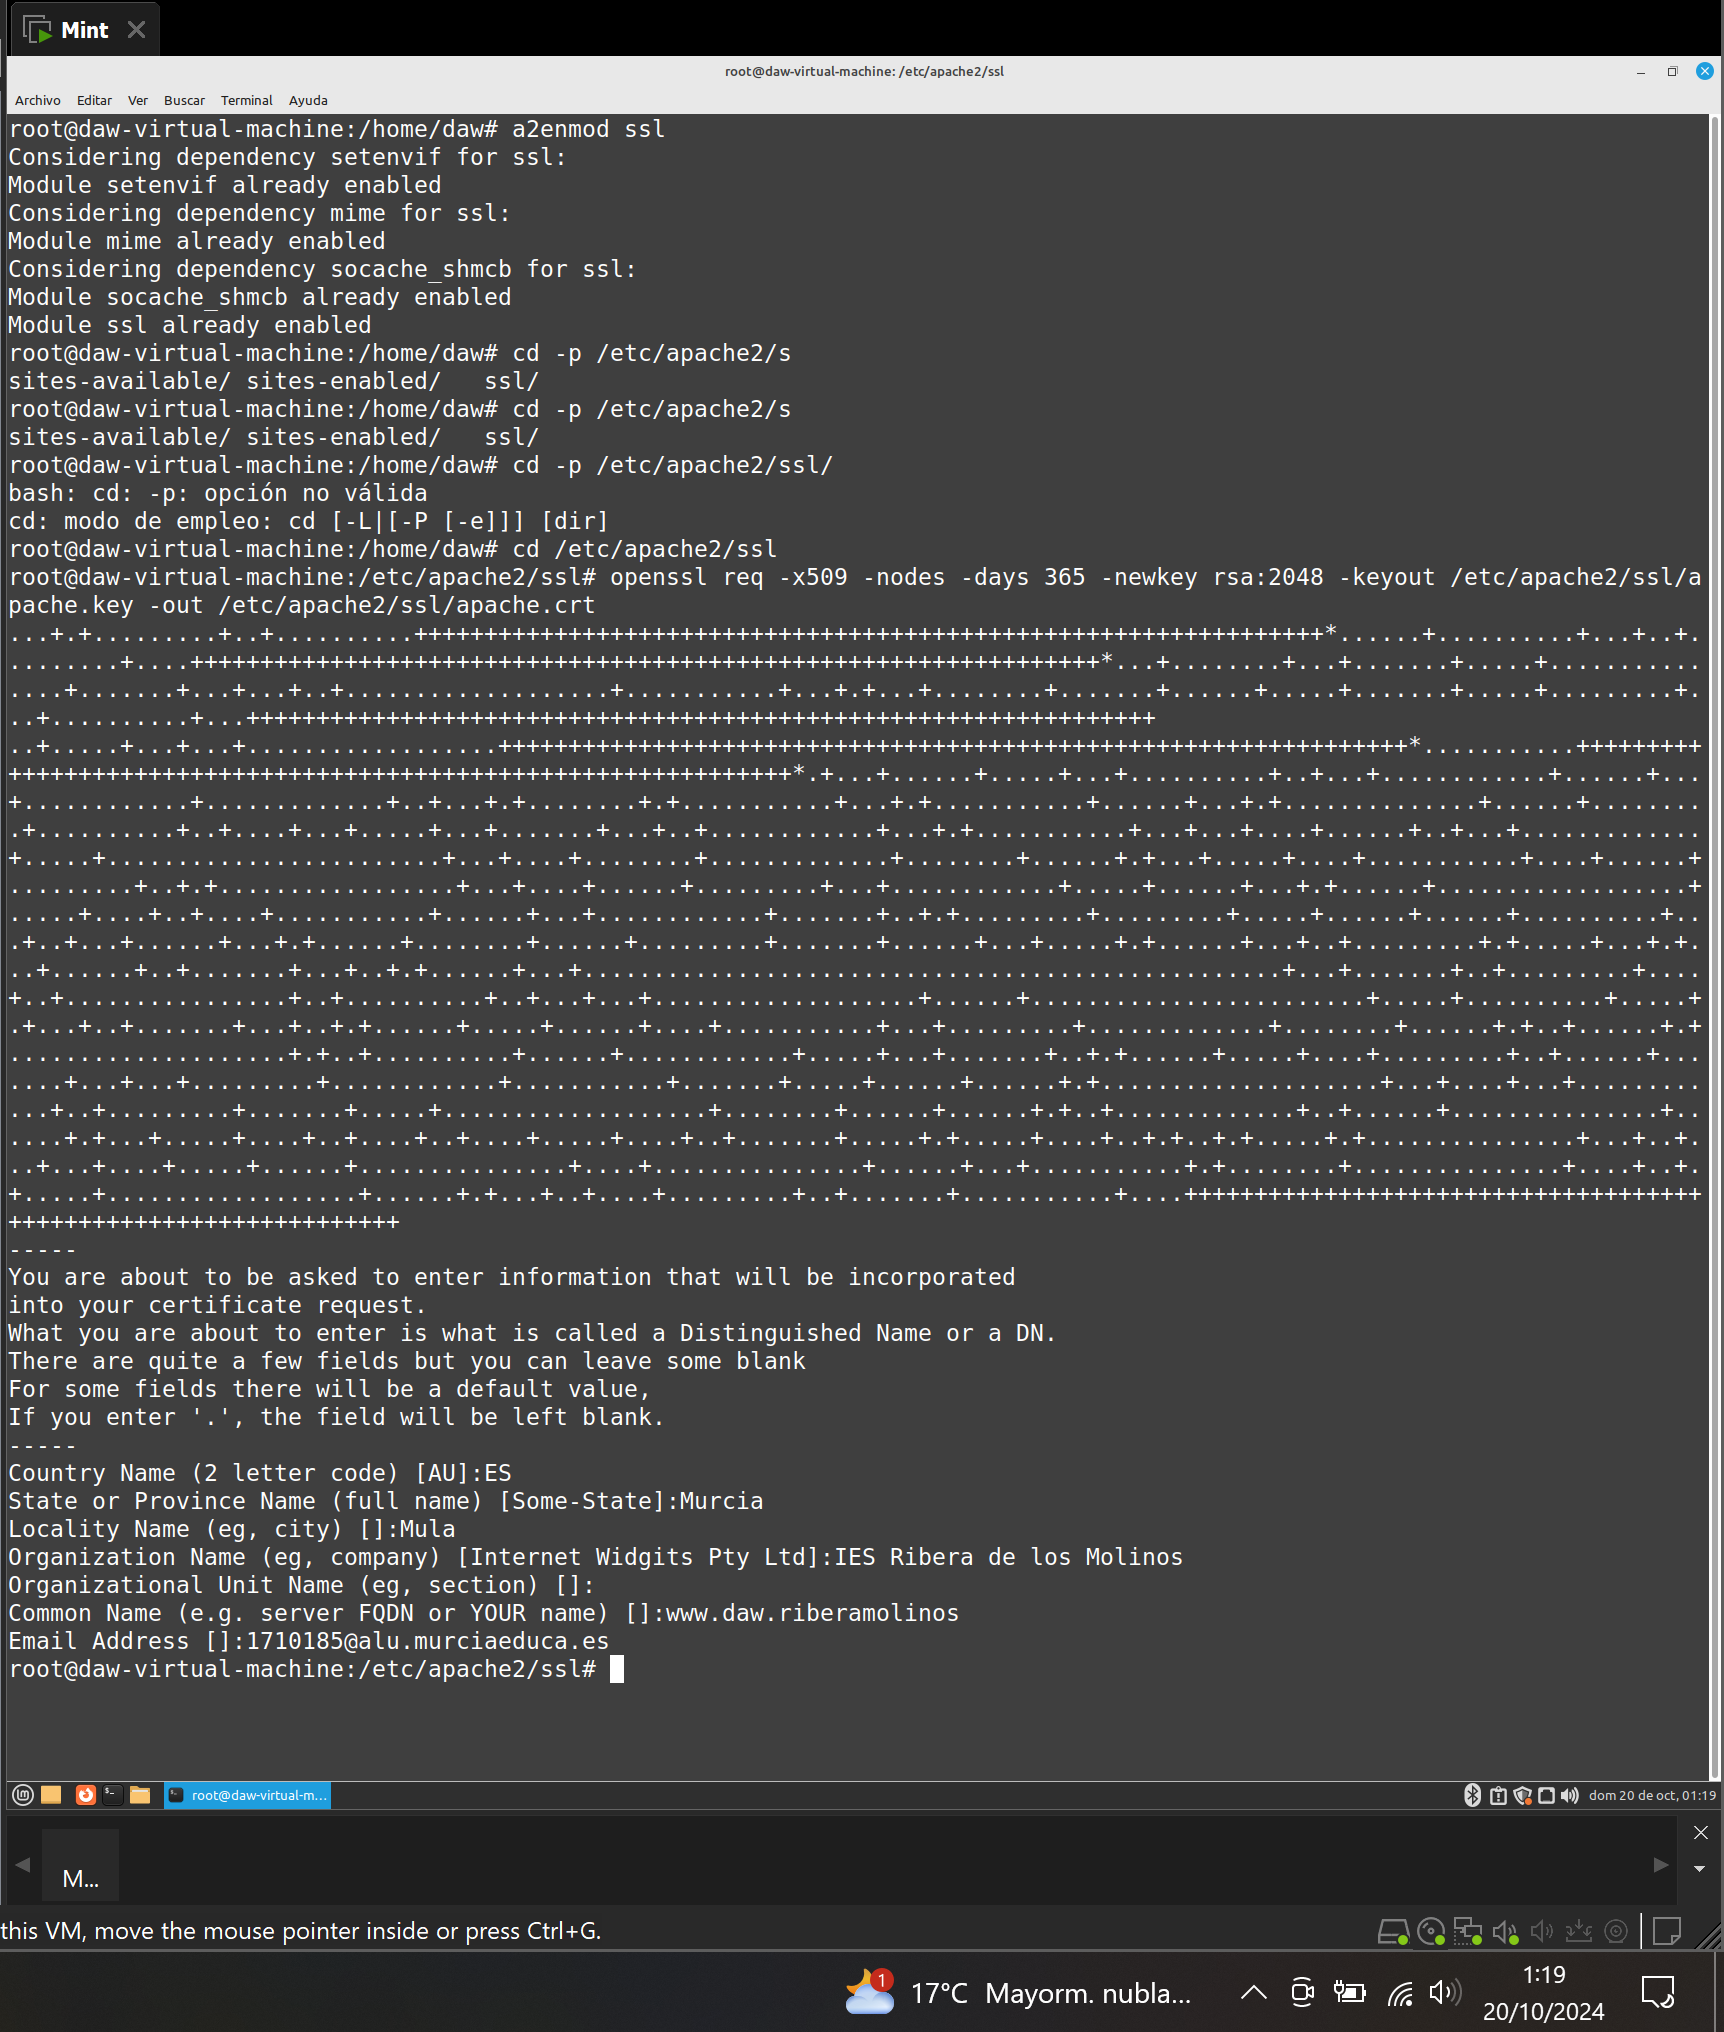 Mint
root@daw-virtual-machine: /etc/apache2/ssl
Archivo Editar Ver Buscar Terminal Ayuda
root@daw-virtual-machine:/home/daw# a2enmod ssl
Considering dependency setenvif for ssl:
Module setenvif already enabled
Considering dependency mime for ssl:
Module mime already enabled
Considering dependency socache_shmcb for ssl:
Module socache_shmcb already enabled
Module ssl already enabled
root@daw-virtual-machine:/home/daw# cd -p /etc/apache2/s
sites-available/ sites-enabled/   ssl/
root@daw-virtual-machine:/home/daw# cd -p /etc/apache2/s
sites-available/ sites-enabled/   ssl/
root@daw-virtual-machine:/home/daw# cd -p /etc/apache2/ssl/
bash: cd: -p: opción no válida
cd: modo de empleo: cd [-L|[-P [-e]]] [dir]
root@daw-virtual-machine:/home/daw# cd /etc/apache2/ssl
root@daw-virtual-machine:/etc/apache2/ssl# openssl req -x509 -nodes -days 365 -newkey rsa:2048 -keyout /etc/apache2/ssl/a
pache.key -out /etc/apache2/ssl/apache.crt
-----
You are about to be asked to enter information that will be incorporated
into your certificate request.
What you are about to enter is what is called a Distinguished Name or a DN.
There are quite a few fields but you can leave some blank
For some fields there will be a default value,
If you enter '.', the field will be left blank.
-----
Country Name (2 letter code) [AU]:ES
State or Province Name (full name) [Some-State]:Murcia
Locality Name (eg, city) []:Mula
Organization Name (eg, company) [Internet Widgits Pty Ltd]:IES Ribera de los Molinos
Organizational Unit Name (eg, section) []:
Common Name (e.g. server FQDN or YOUR name) []:www.daw.riberamolinos
Email Address []:1710185@alu.murciaeduca.es
root@daw-virtual-machine:/etc/apache2/ssl#
root@daw-virtual-m...
dom 20 de oct, 01:19
M...
this VM, move the mouse pointer inside or press Ctrl+G.
1
17°C Mayorm. nubla...
1:19
20/10/2024